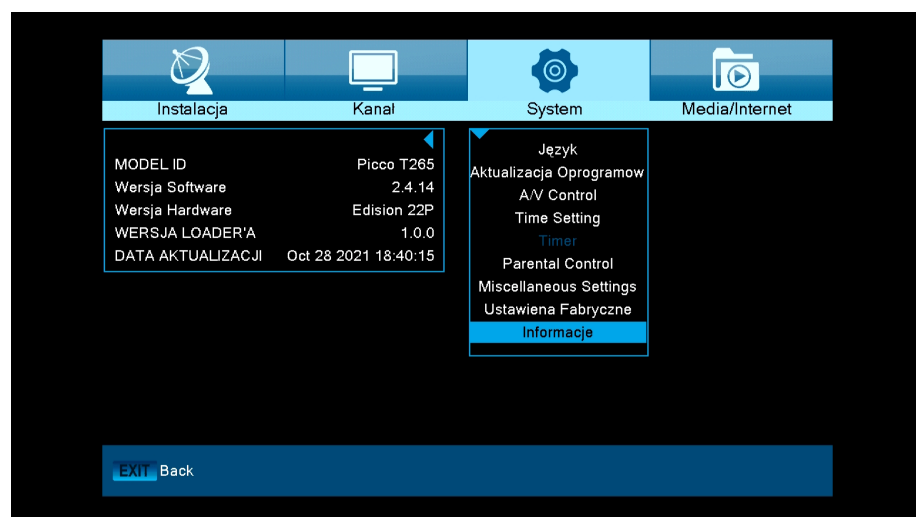 Instalacja Kanał System Media/Internet
MODEL ID Picco T265
Wersja Software 2.4.14
Wersja Hardware Edision 22P
WERSJA LOADER'A 1.0.0
DATA AKTUALIZACJI Oct 28 2021 18:40:15
Język
Aktualizacja Oprogramow
A/V Control
Time Setting
Timer
Parental Control
Miscellaneous Settings
Ustawiena Fabryczne
Informacje
EXIT Back